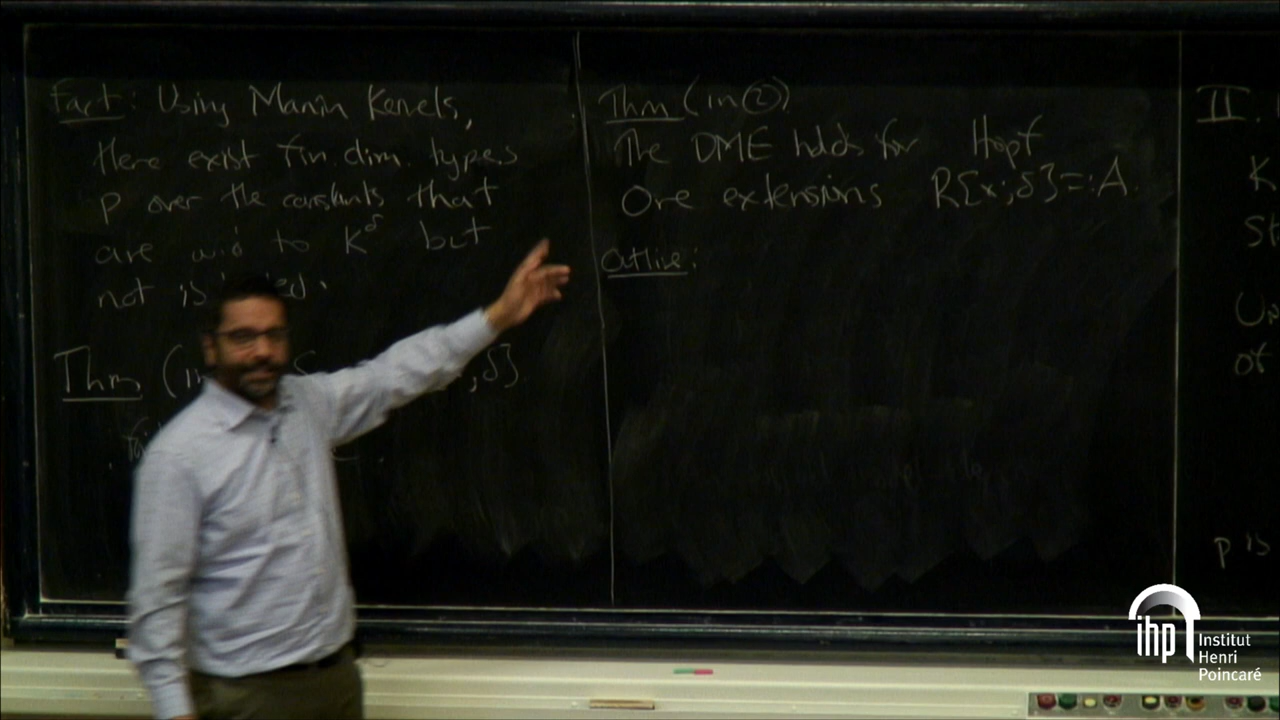 Fact: Using Manin Kernels,
there exist fin. dim. types
p over the constants that
are to K^δ but
not
Thm (in
,δ]
Thm (in ②)
The DME holds for Hopf
Ore extensions R[x;δ] =: A.
Outline:
II.
K
St
of
p is
ihp
Institut
Henri
Poincaré